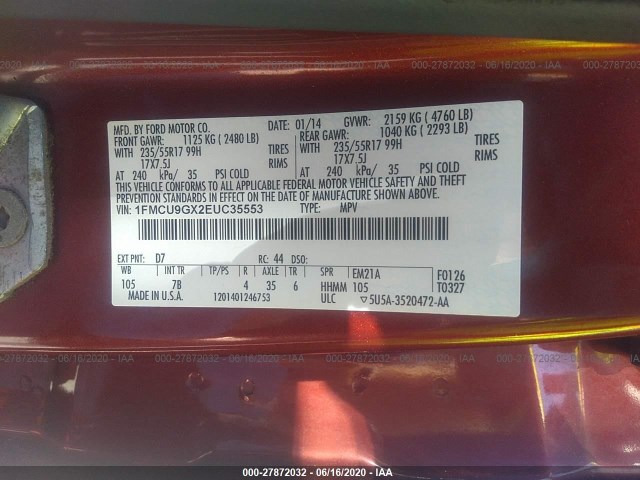 000-27872032 - 06/16/2020 - IAA
MFD. BY FORD MOTOR CO. DATE: 01/14 GVWR: 2159 KG ( 4760 LB)
FRONT GAWR: 1125 KG ( 2480 LB) REAR GAWR: 1040 KG ( 2293 LB)
WITH 235/55R17 99H TIRES WITH 235/55R17 99H TIRES
17X7.5J RIMS 17X7.5J RIMS
AT 240 kPa/ 35 PSI COLD AT 240 kPa/ 35 PSI COLD
THIS VEHICLE CONFORMS TO ALL APPLICABLE FEDERAL MOTOR VEHICLE SAFETY AND THEFT PREVENTION
STANDARDS IN EFFECT ON THE DATE OF MANUFACTURE SHOWN ABOVE.
VIN: 1FMCU9GX2EUC35553 TYPE: MPV
EXT PNT: D7 RC: 44 DSO:
WB INT TR TP/PS R AXLE TR SPR EM21A F0126
105 7B 4 35 6 HHMM 105 T0327
MADE IN U.S.A. 1201401246753 ULC ▽5U5A-3520472-AA
000-27872032 - 06/16/2020 - IAA
000-27872032 - 06/16/2020 - IAA